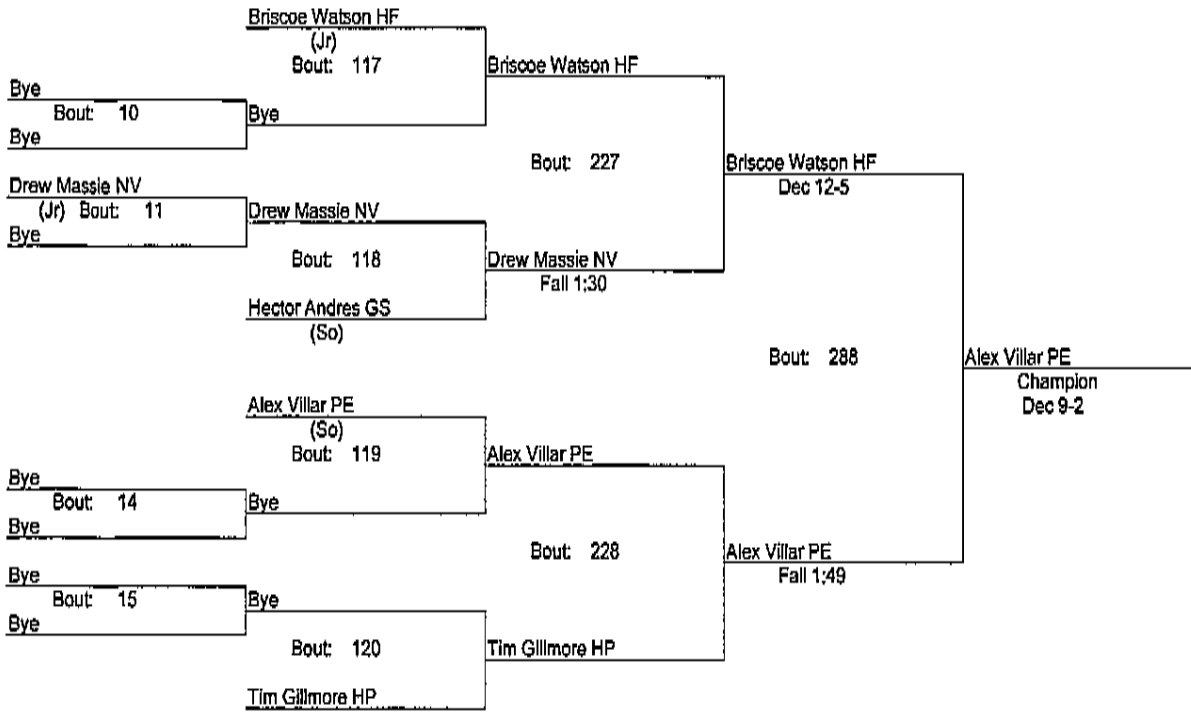 Briscoe Watson HF
(Jr)
Bout: 117
Briscoe Watson HF
Bye
Bout: 10
Bye
Bye
Bout: 227
Briscoe Watson HF
Dec 12-5
Drew Massie NV
(Jr) Bout: 11
Drew Massie NV
Bye
Bout: 118
Drew Massie NV
Fall 1:30
Hector Andres GS
(So)
Bout: 288
Alex Villar PE
Champion
Dec 9-2
Alex Villar PE
(So)
Bout: 119
Alex Villar PE
Bye
Bout: 14
Bye
Bye
Bout: 228
Alex Villar PE
Fall 1:49
Bye
Bout: 15
Bye
Bye
Bout: 120
Tim Gillmore HP
Tim Gillmore HP